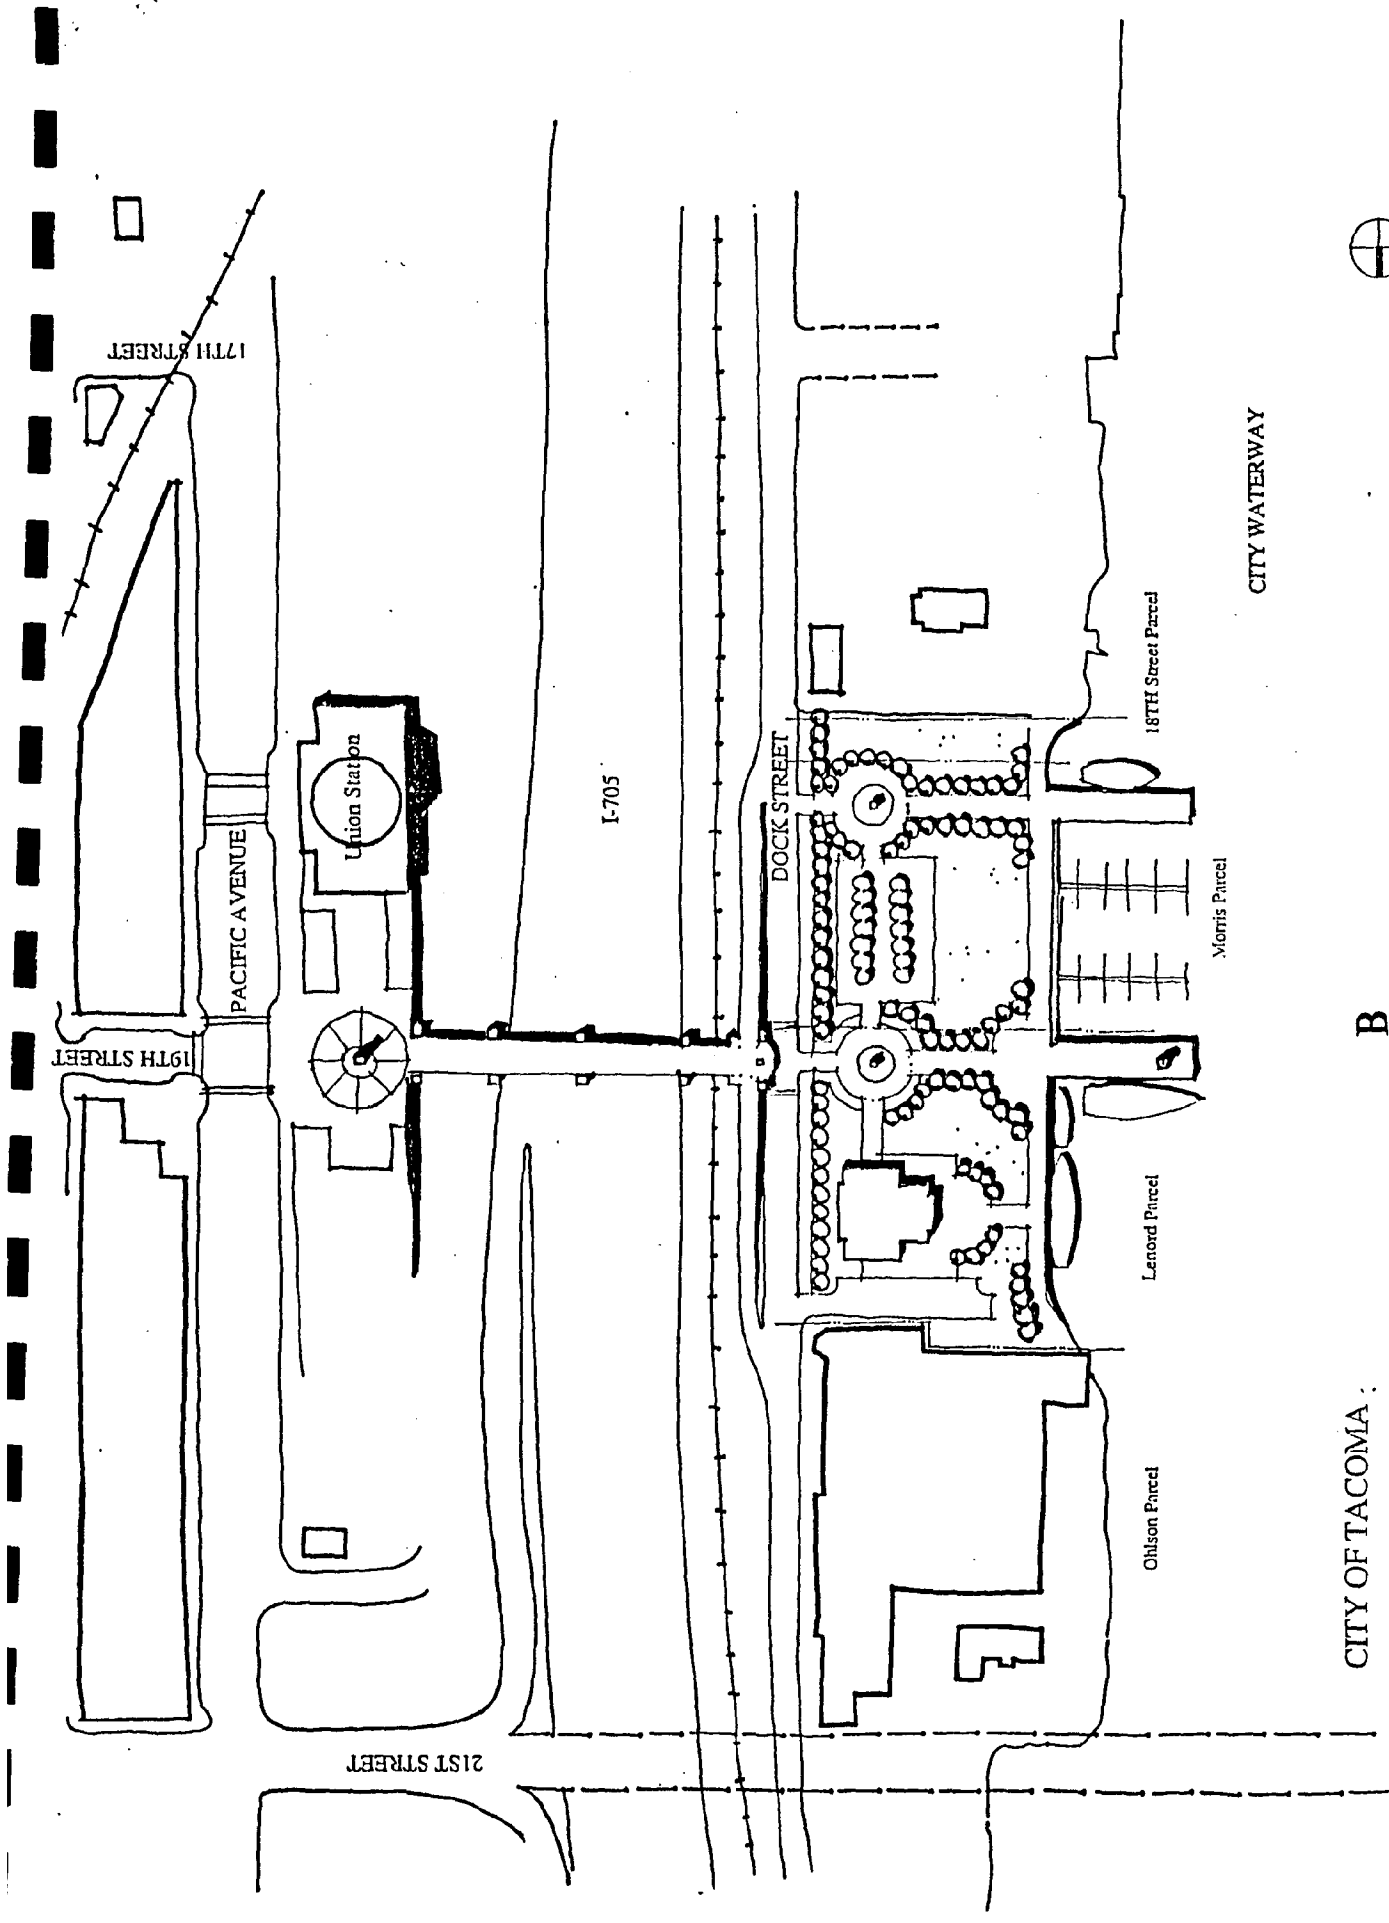 17TH STREET
19TH STREET
PACIFIC AVENUE
Union Station
I-705
21ST STREET
DOCK STREET
18TH Street Parcel
Morris Parcel
Lenord Parcel
Ohlson Parcel
CITY WATERWAY
CITY OF TACOMA
B